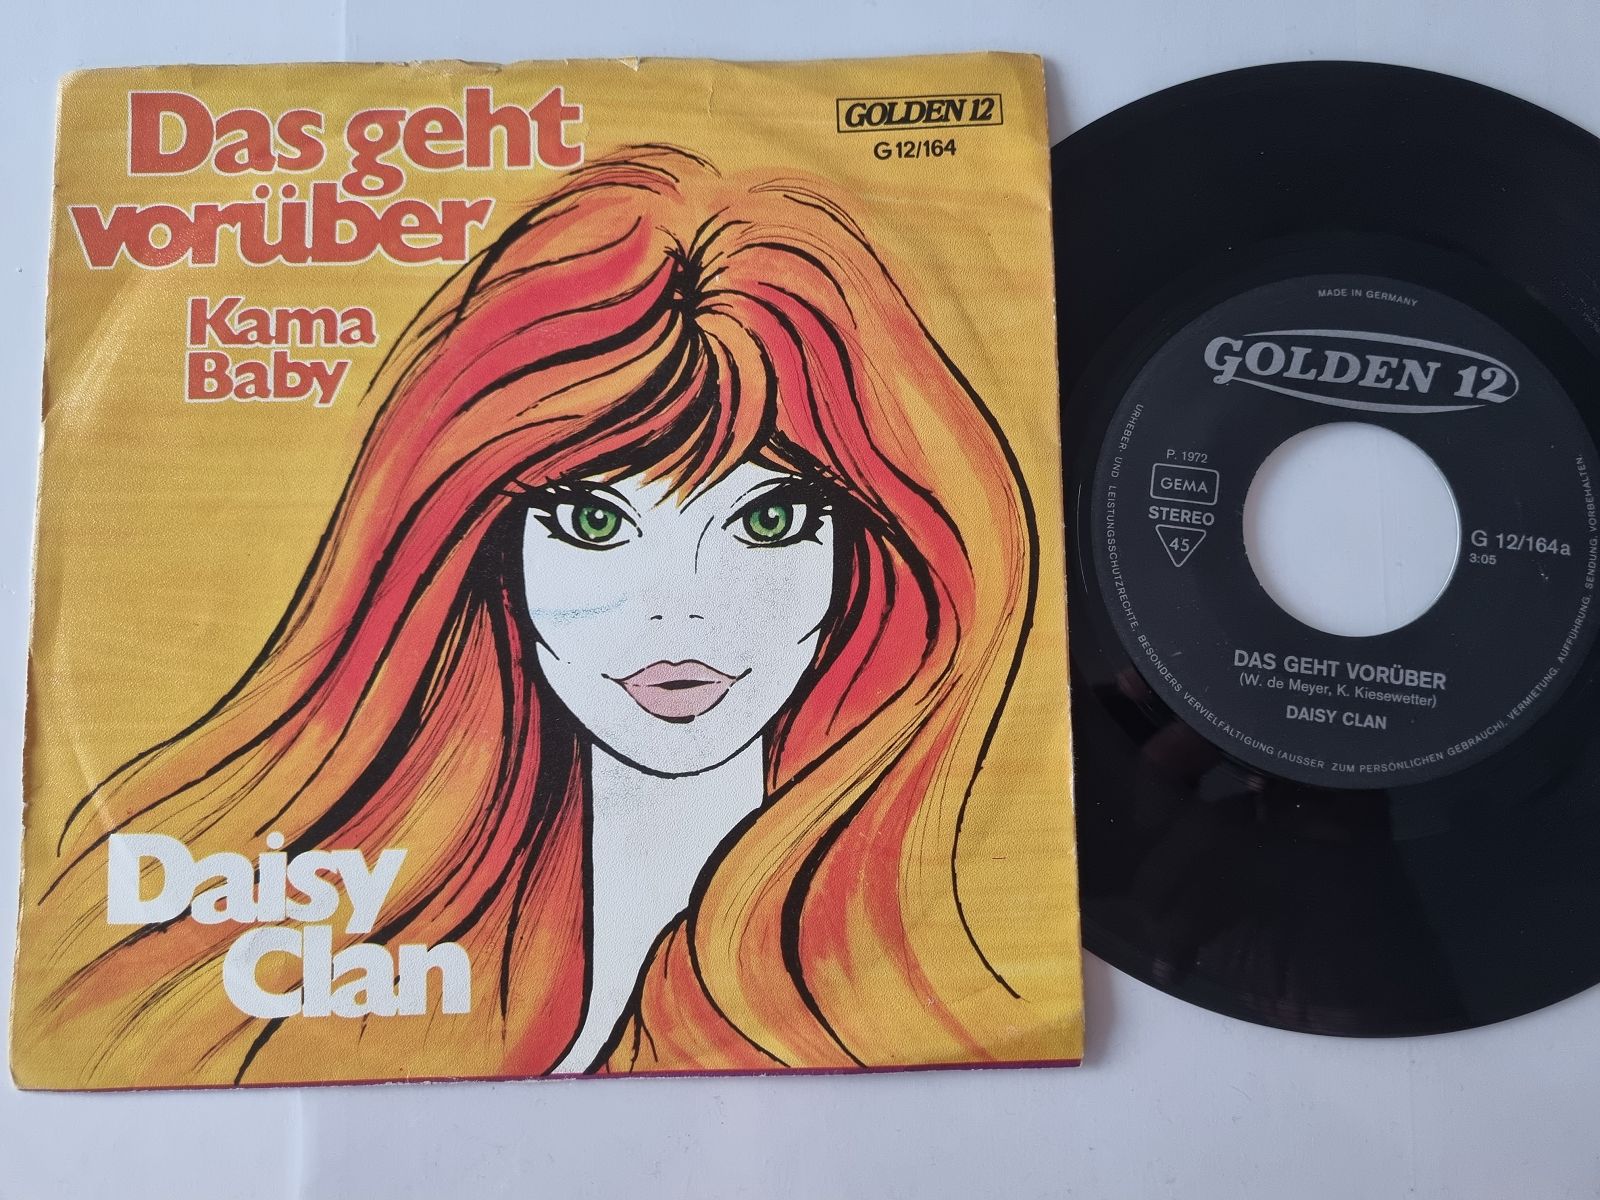 Das geht
vorüber
Kama
Baby
GOLDEN 12
G 12/164
Daisy
Clan
MADE IN GERMANY
GOLDEN 12
P. 1972
GEMA
STEREO
45
G 12/164a
3:05
DAS GEHT VORÜBER
(W. de Meyer, K. Kiesewetter)
DAISY CLAN
URHEBER- UND LEISTUNGSSCHUTZRECHTE. BESONDERS VERVIELFÄLTIGUNG (AUSSER ZUM PERSÖNLICHEN GEBRAUCH), VERMIETUNG, AUFFÜHRUNG, SENDUNG, VORBEHALTEN.